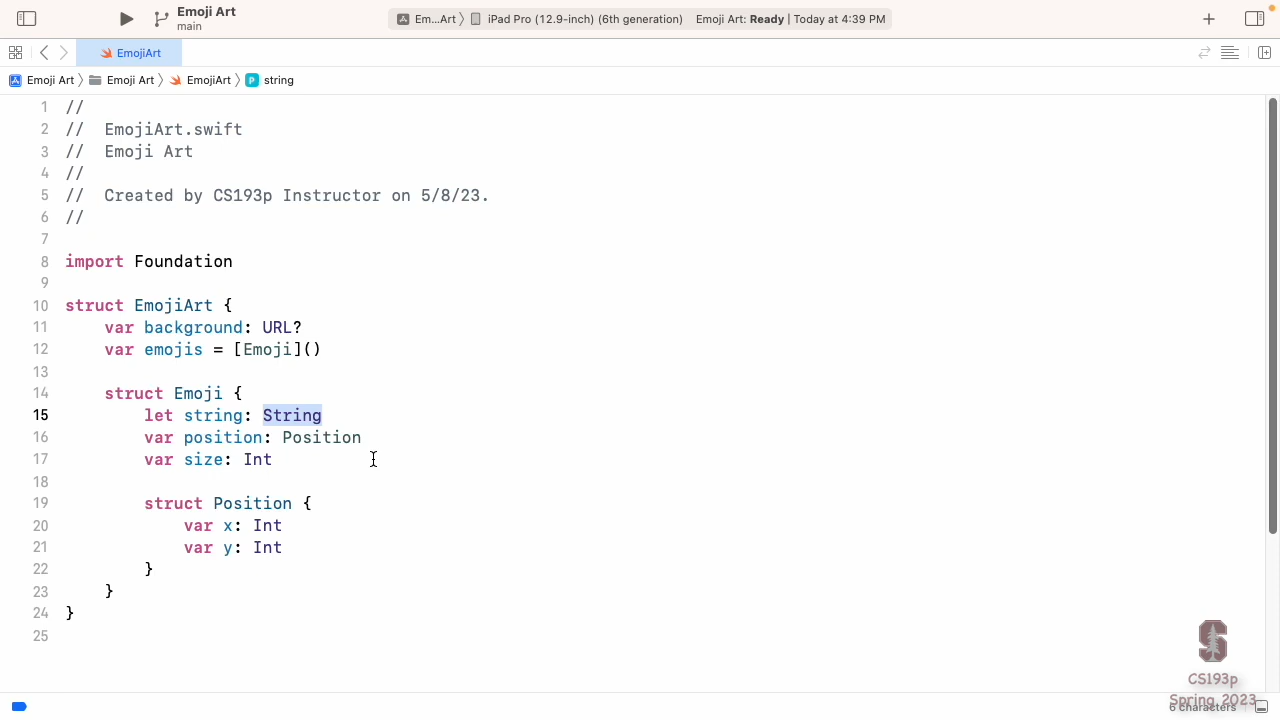 Emoji Art
main
Em...Art 〉 iPad Pro (12.9-inch) (6th generation) Emoji Art: Ready | Today at 4:39 PM
EmojiArt
Emoji Art 〉 Emoji Art 〉 EmojiArt 〉 P string
1 //
2 //  EmojiArt.swift
3 //  Emoji Art
4 //
5 //  Created by CS193p Instructor on 5/8/23.
6 //
7
8 import Foundation
9
10 struct EmojiArt {
11     var background: URL?
12     var emojis = [Emoji]()
13
14     struct Emoji {
15         let string: String
16         var position: Position
17         var size: Int
18
19         struct Position {
20             var x: Int
21             var y: Int
22         }
23     }
24 }
25
S
CS193p
Spring 2023
6 characters